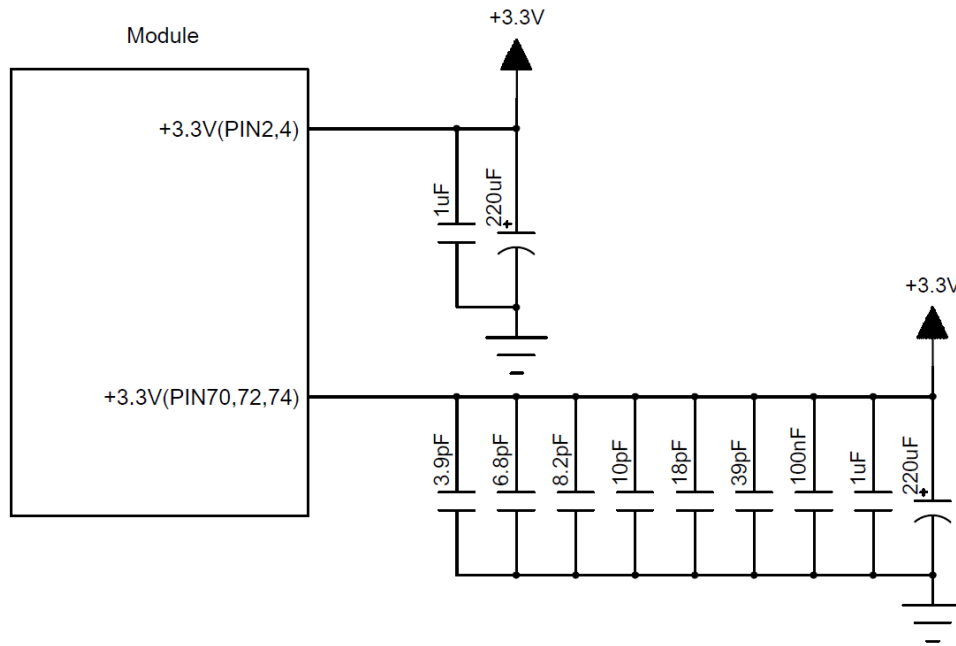 +3.3V
Module
+3.3V(PIN2,4)
1uF
220uF
+
+3.3V
+3.3V(PIN70,72,74)
3.9pF
6.8pF
8.2pF
10pF
18pF
39pF
100nF
1uF
220uF
+